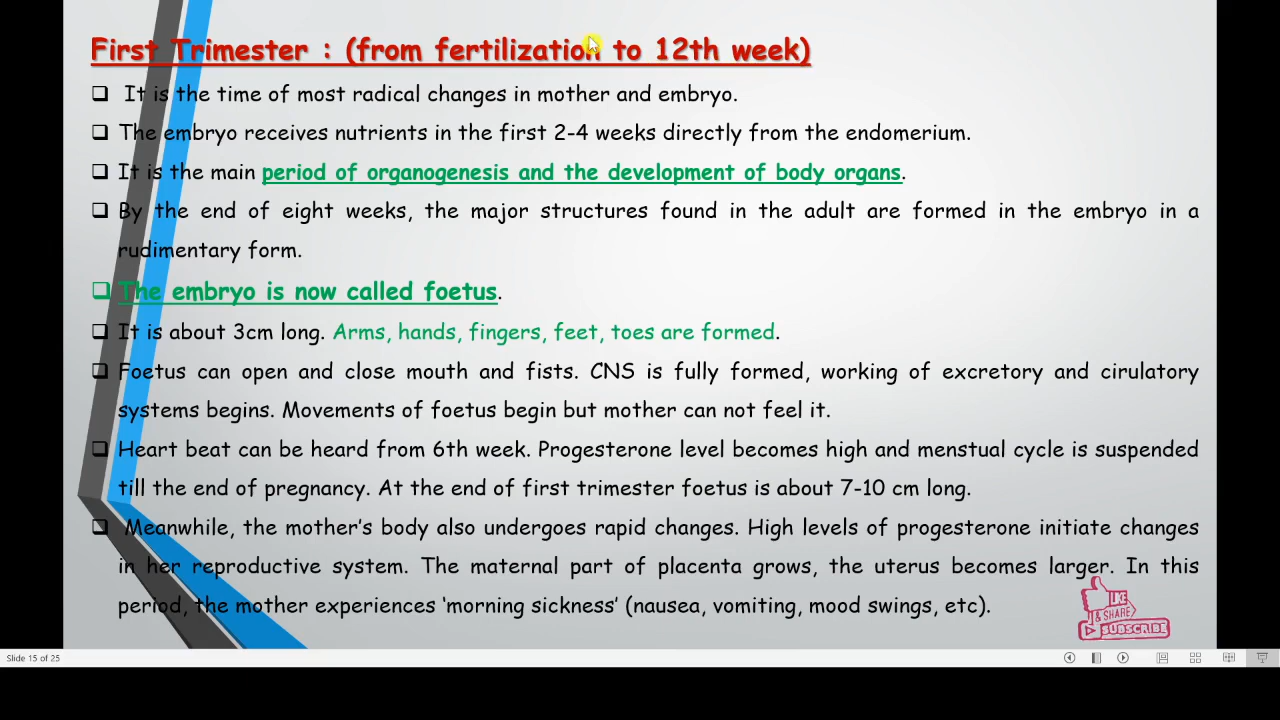 First Trimester : (from fertilization to 12th week)
It is the time of most radical changes in mother and embryo.
The embryo receives nutrients in the first 2-4 weeks directly from the endomerium.
It is the main period of organogenesis and the development of body organs.
By the end of eight weeks, the major structures found in the adult are formed in the embryo in a
rudimentary form.
The embryo is now called foetus.
It is about 3cm long. Arms, hands, fingers, feet, toes are formed.
Foetus can open and close mouth and fists. CNS is fully formed, working of excretory and cirulatory
systems begins. Movements of foetus begin but mother can not feel it.
Heart beat can be heard from 6th week. Progesterone level becomes high and menstual cycle is suspended
till the end of pregnancy. At the end of first trimester foetus is about 7-10 cm long.
Meanwhile, the mother's body also undergoes rapid changes. High levels of progesterone initiate changes
in her reproductive system. The maternal part of placenta grows, the uterus becomes larger. In this
period, the mother experiences 'morning sickness' (nausea, vomiting, mood swings, etc).
LIKE
& SHARE
SUBSCRIBE
Slide 15 of 25